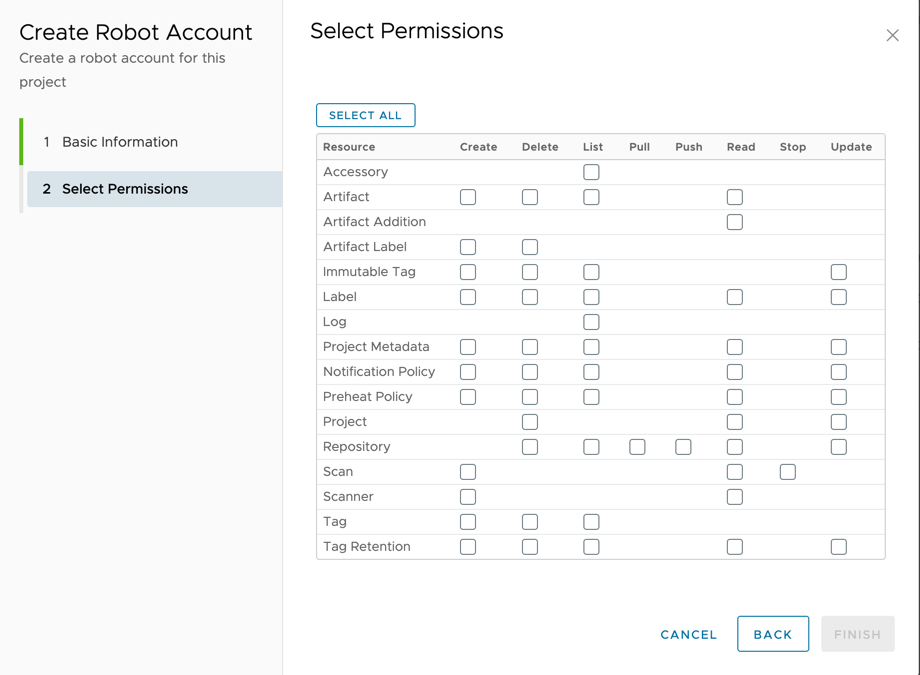 Create Robot Account
Create a robot account for this
project
1 Basic Information
2 Select Permissions
Select Permissions
SELECT ALL
Resource Create Delete List Pull Push Read Stop Update
Accessory
Artifact
Artifact Addition
Artifact Label
Immutable Tag
Label
Log
Project Metadata
Notification Policy
Preheat Policy
Project
Repository
Scan
Scanner
Tag
Tag Retention
CANCEL BACK FINISH